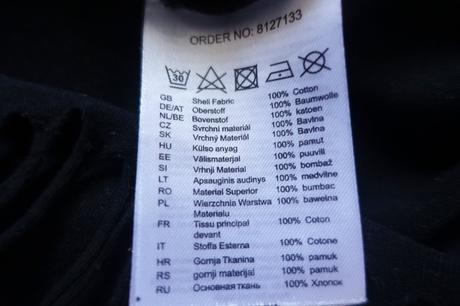 ORDER NO: 8127133
30
GB Shell Fabric 100% Cotton
DE/AT Oberstoff 100% Baumwolle
NL/BE Bovenstof 100% katoen
CZ Svrchní materiál 100% Bavlna
SK Vrchný Materiál 100% Bavlna
HU Külso anyag 100% pamut
EE Välismaterjal 100% puuvill
SI Vrhnji Material 100% bombaž
LT Apsauginis audinys 100% medvilne
RO Material Superior 100% bumbac
PL Wierzchnia Warstwa 100% bawełna
Materialu
FR Tissu principal 100% Coton
devant
IT Stoffa Esterna 100% Cotone
HR Gornja Tkanina 100% pamuk
RS gornji materijal 100% pamuk
RU Основная ткань 100% Хлопок